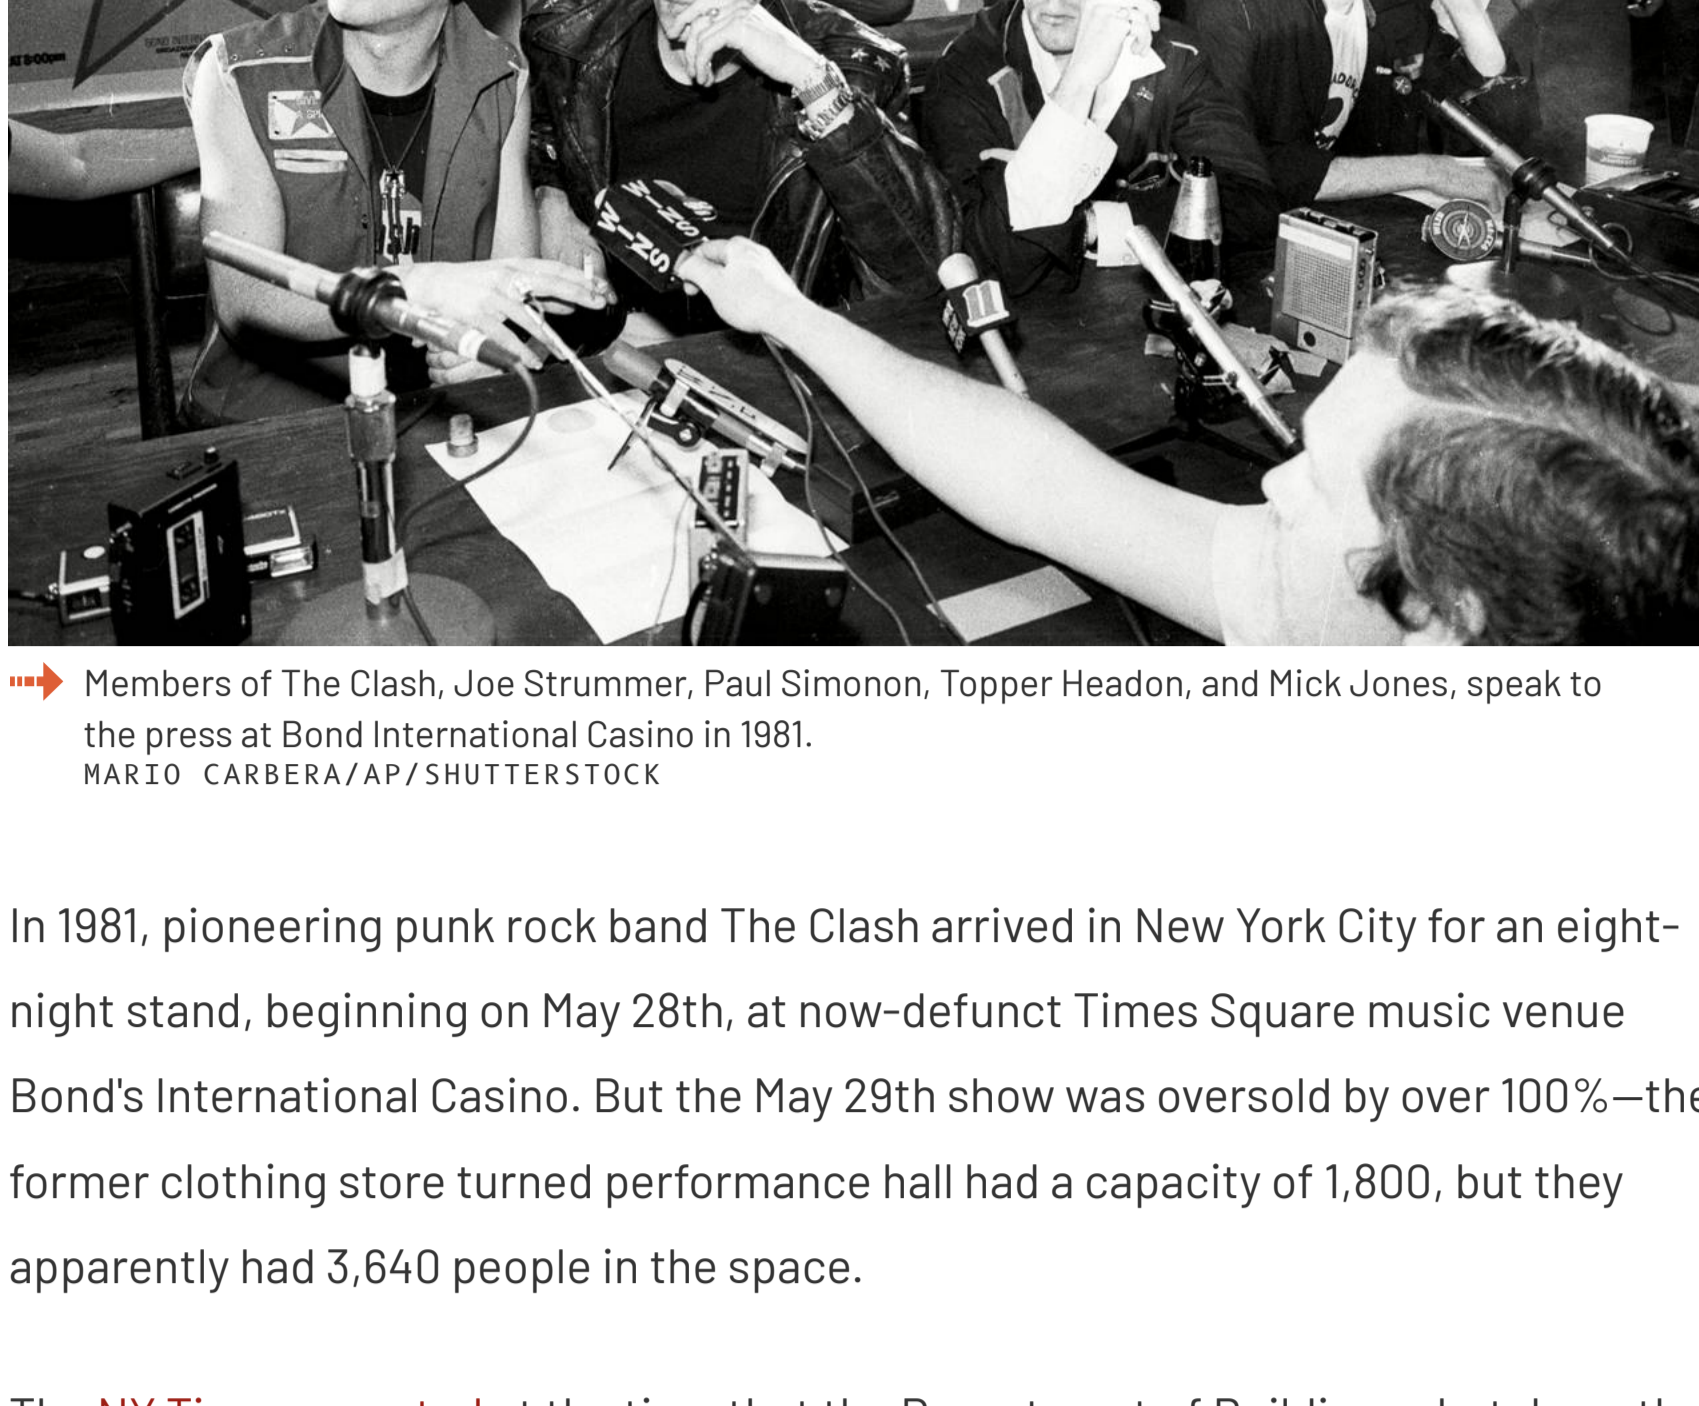 AT 8:00pm
WINS
WINS
11
Members of The Clash, Joe Strummer, Paul Simonon, Topper Headon, and Mick Jones, speak to
the press at Bond International Casino in 1981.
MARIO CARBERA/AP/SHUTTERSTOCK
In 1981, pioneering punk rock band The Clash arrived in New York City for an eight-
night stand, beginning on May 28th, at now-defunct Times Square music venue
Bond's International Casino. But the May 29th show was oversold by over 100%—the
former clothing store turned performance hall had a capacity of 1,800, but they
apparently had 3,640 people in the space.